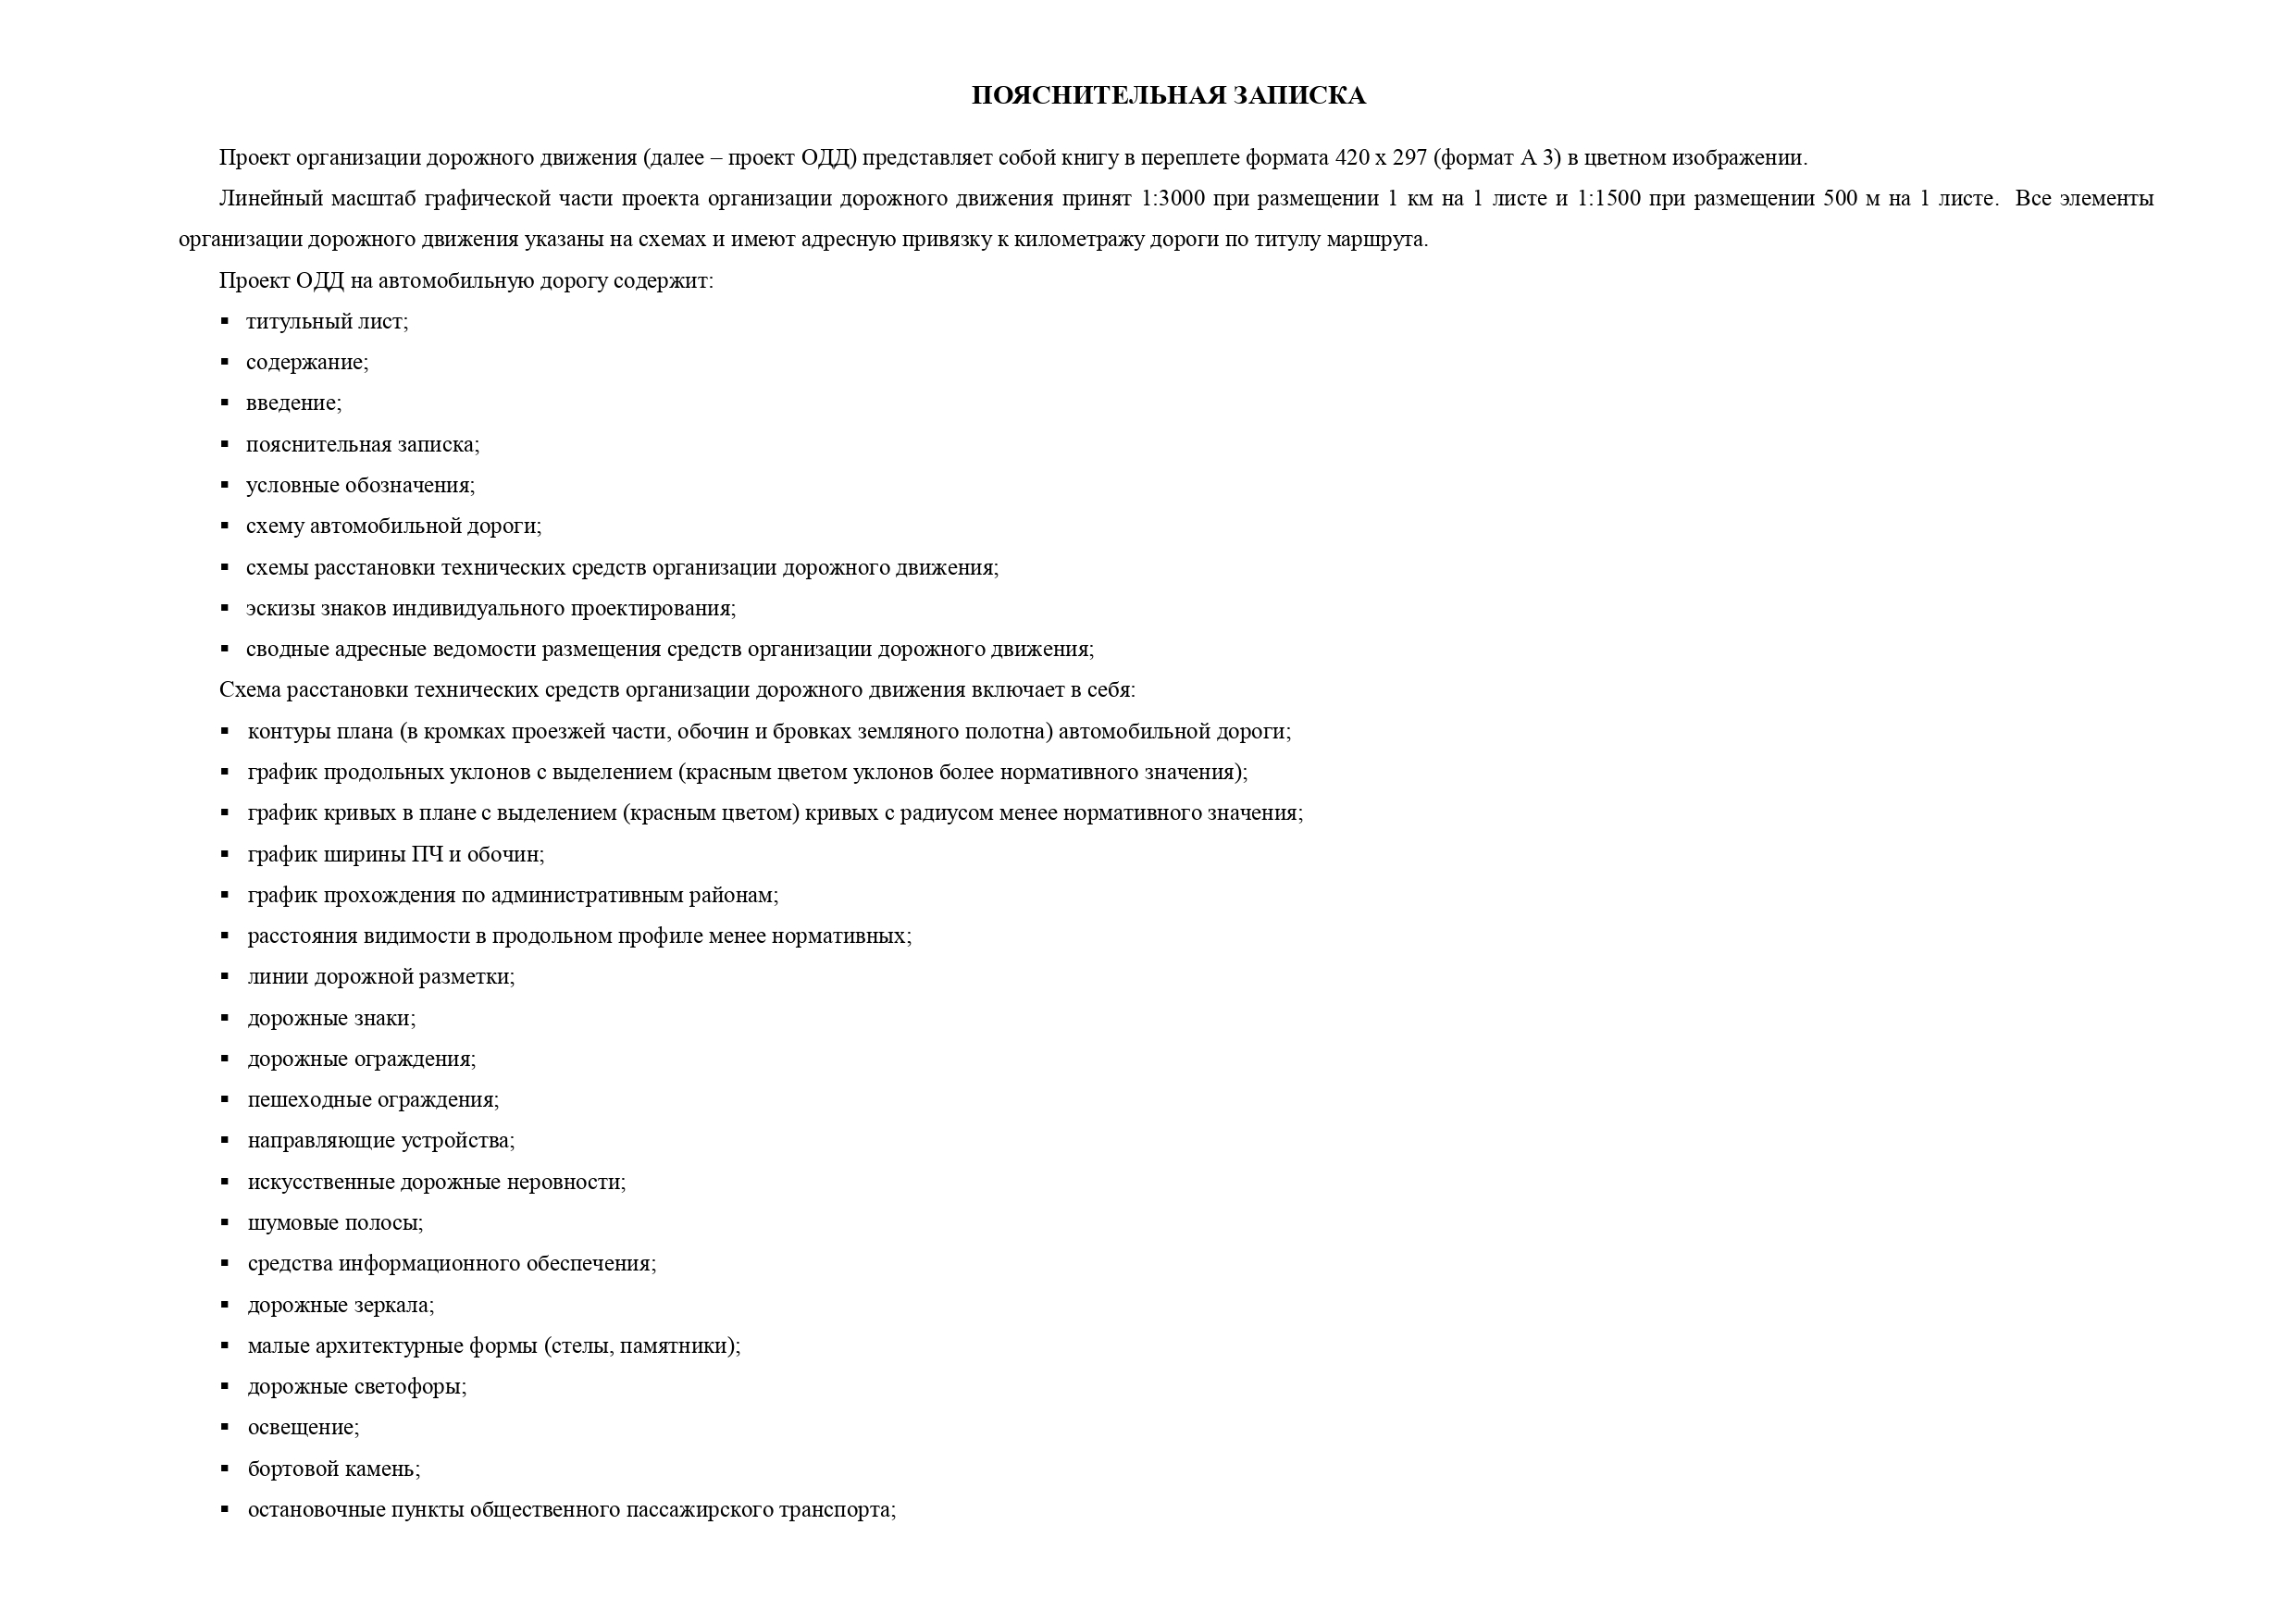 ПОЯСНИТЕЛЬНАЯ ЗАПИСКА
Проект организации дорожного движения (далее – проект ОДД) представляет собой книгу в переплете формата 420 х 297 (формат А 3) в цветном изображении.
Линейный масштаб графической части проекта организации дорожного движения принят 1:3000 при размещении 1 км на 1 листе и 1:1500 при размещении 500 м на 1 листе. Все элементы
организации дорожного движения указаны на схемах и имеют адресную привязку к километражу дороги по титулу маршрута.
Проект ОДД на автомобильную дорогу содержит:
▪ титульный лист;
▪ содержание;
▪ введение;
▪ пояснительная записка;
▪ условные обозначения;
▪ схему автомобильной дороги;
▪ схемы расстановки технических средств организации дорожного движения;
▪ эскизы знаков индивидуального проектирования;
▪ сводные адресные ведомости размещения средств организации дорожного движения;
Схема расстановки технических средств организации дорожного движения включает в себя:
▪ контуры плана (в кромках проезжей части, обочин и бровках земляного полотна) автомобильной дороги;
▪ график продольных уклонов с выделением (красным цветом уклонов более нормативного значения);
▪ график кривых в плане с выделением (красным цветом) кривых с радиусом менее нормативного значения;
▪ график ширины ПЧ и обочин;
▪ график прохождения по административным районам;
▪ расстояния видимости в продольном профиле менее нормативных;
▪ линии дорожной разметки;
▪ дорожные знаки;
▪ дорожные ограждения;
▪ пешеходные ограждения;
▪ направляющие устройства;
▪ искусственные дорожные неровности;
▪ шумовые полосы;
▪ средства информационного обеспечения;
▪ дорожные зеркала;
▪ малые архитектурные формы (стелы, памятники);
▪ дорожные светофоры;
▪ освещение;
▪ бортовой камень;
▪ остановочные пункты общественного пассажирского транспорта;